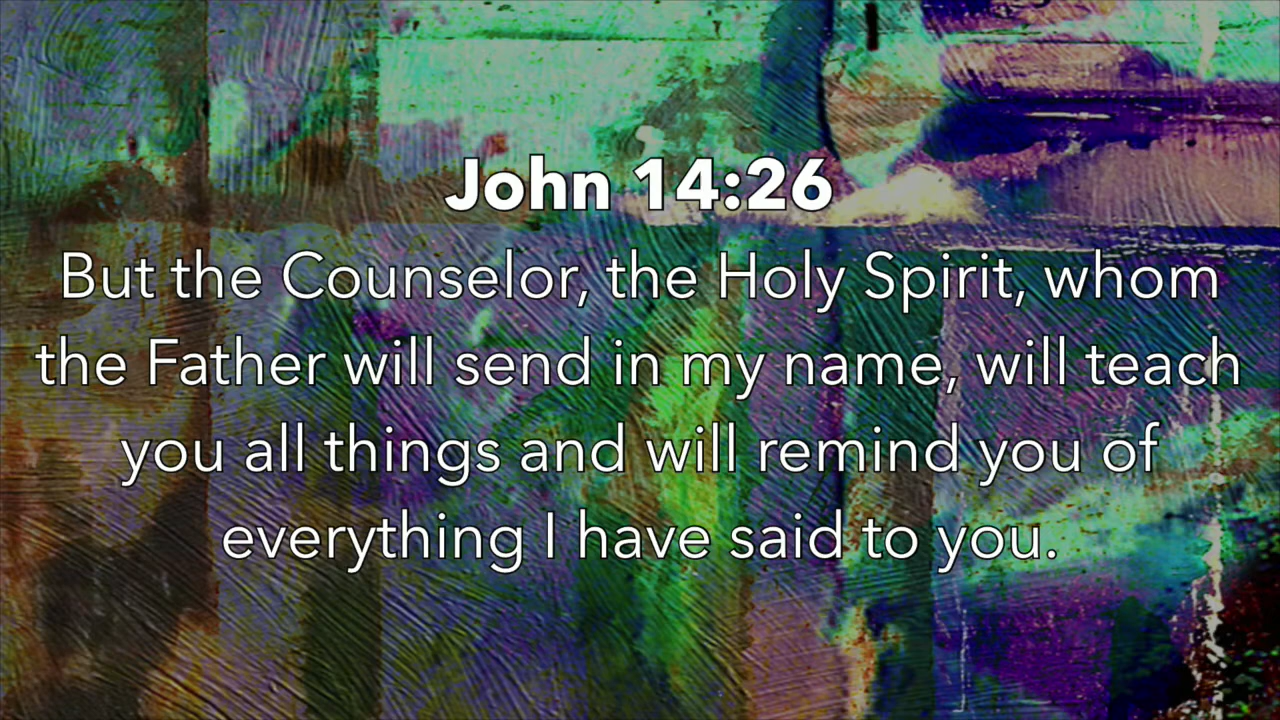 John 14:26
But the Counselor, the Holy Spirit, whom
the Father will send in my name, will teach
you all things and will remind you of
everything I have said to you.